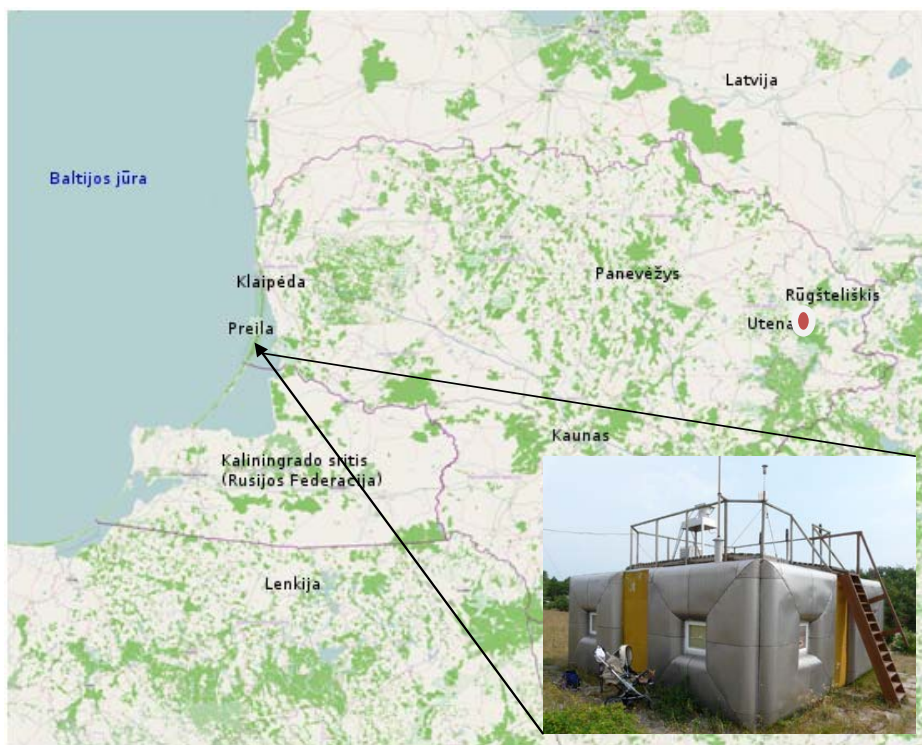 Latvija
Baltijos jūra
Klaipėda
Panevėžys
Rūgšteliškis
Utena
Preila
Kaunas
Kaliningrado sritis
(Rusijos Federacija)
Lenkija